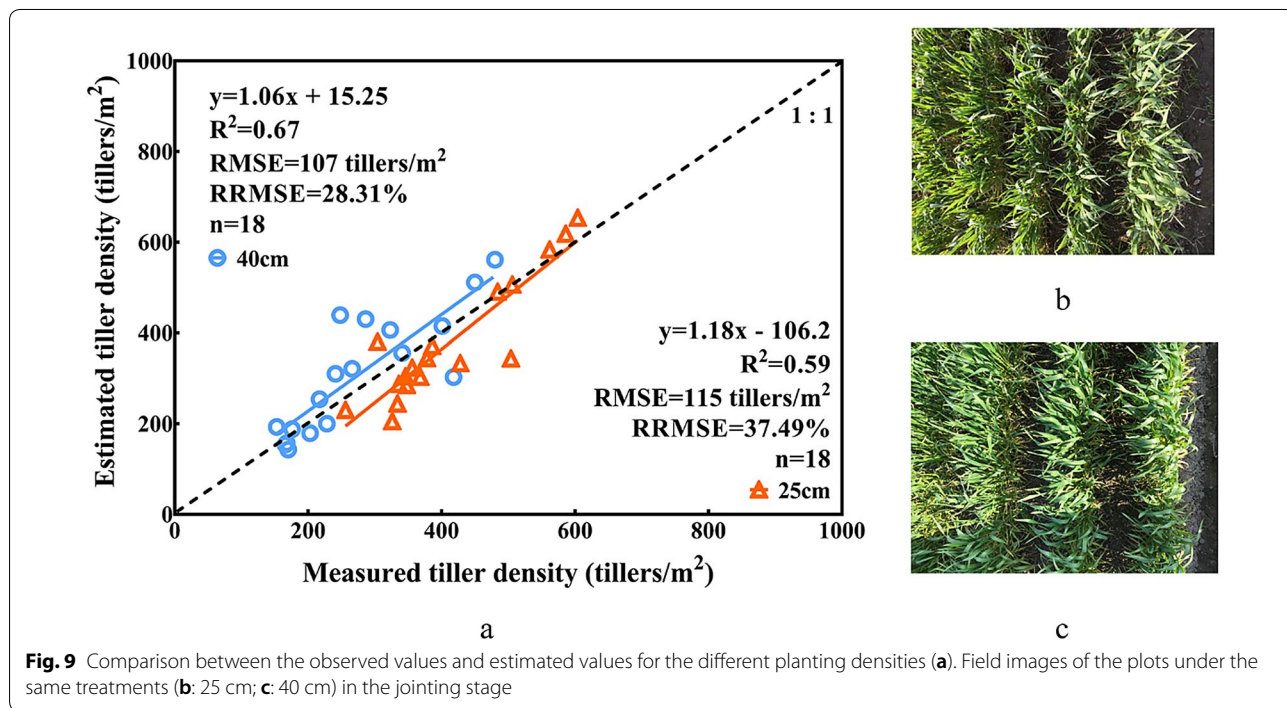 1000
800
600
400
200
0
Estimated tiller density (tillers/m²)
y=1.06x + 15.25
R²=0.67
RMSE=107 tillers/m²
RRMSE=28.31%
n=18
40cm
1 : 1
y=1.18x - 106.2
R²=0.59
RMSE=115 tillers/m²
RRMSE=37.49%
n=18
25cm
0 200 400 600 800 1000
Measured tiller density (tillers/m²)
a
b
c
Fig. 9 Comparison between the observed values and estimated values for the different planting densities (a). Field images of the plots under the
same treatments (b: 25 cm; c: 40 cm) in the jointing stage